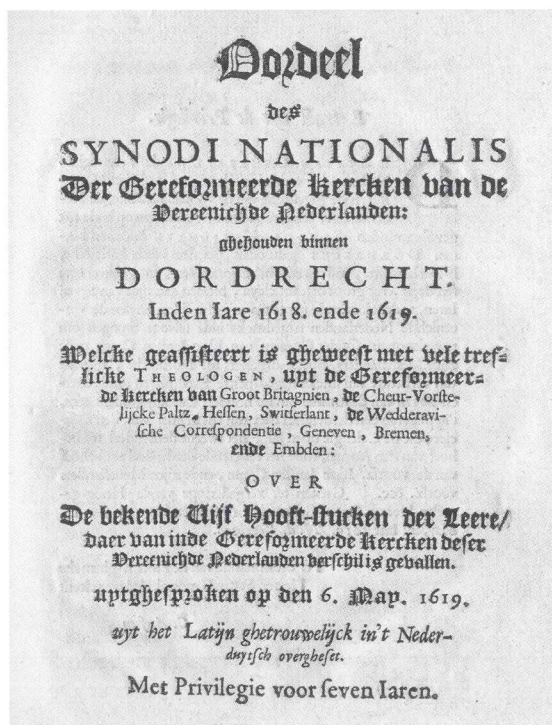 Oordeel
des
SYNODI NATIONALIS
Der Gereformeerde Kercken van de
Vereenichde Nederlanden:
ghehouden binnen
DORDRECHT.
Inden Iare 1618. ende 1619.
Welcke geassisteert is gheweest met vele tref-
licke THEOLOGEN, uyt de Gereformeer-
de Kercken van Groot Britagnien, de Cheur-Vorste-
lijcke Paltz, Hessen, Switserlant, de Wedderavi-
sche Correspondentie, Geneven, Bremen,
ende Embden:
OVER
De bekende Vijf Hooft-stucken der Leere/
daer van inde Gereformeerde Kercken deser
Vereenichde Nederlanden verschil is gevallen.
uytghesproken op den 6. May. 1619.
uyt het Latijn ghetrouwelijck in't Neder-
duytsch overgheset.
Met Privilegie voor seven Iaren.